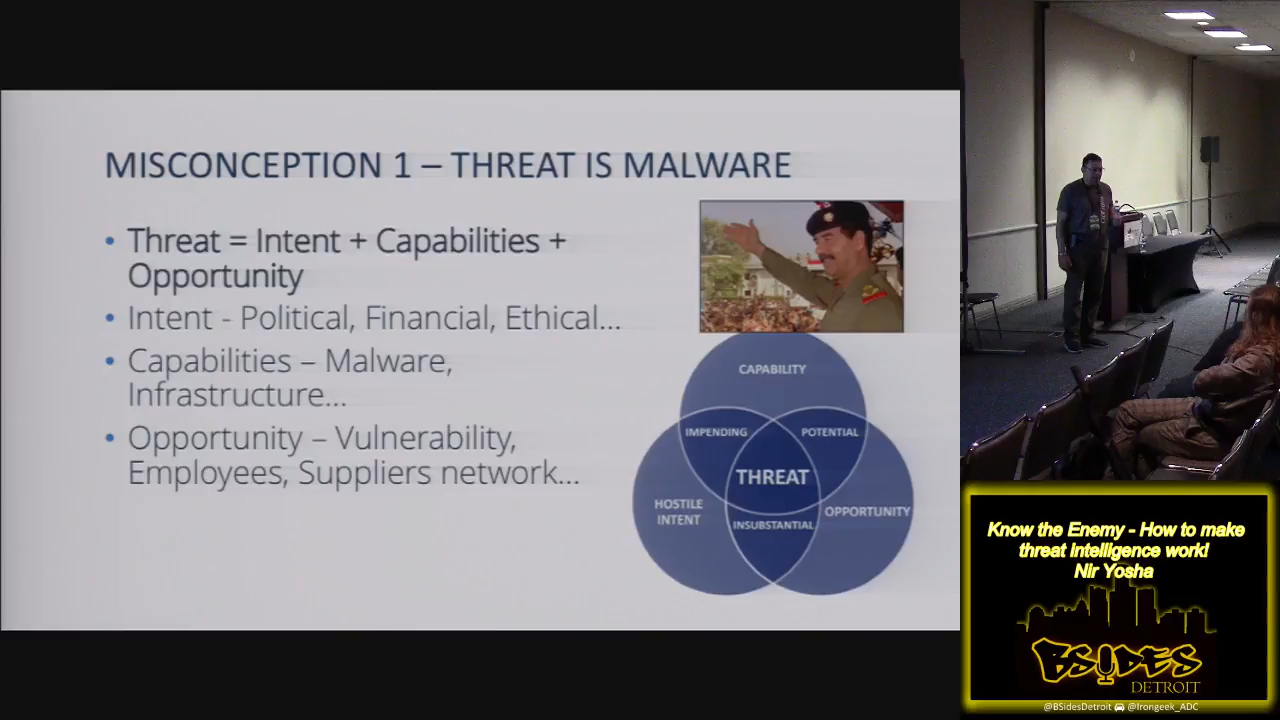 MISCONCEPTION 1 – THREAT IS MALWARE
• Threat = Intent + Capabilities +
Opportunity
• Intent - Political, Financial, Ethical...
• Capabilities – Malware,
Infrastructure...
• Opportunity – Vulnerability,
Employees, Suppliers network...
CAPABILITY
IMPENDING
POTENTIAL
THREAT
HOSTILE
INTENT
OPPORTUNITY
INSUBSTANTIAL
Know the Enemy - How to make
threat intelligence work!
Nir Yosha
BSIDES
DETROIT
@BSidesDetroit @Irongeek_ADC